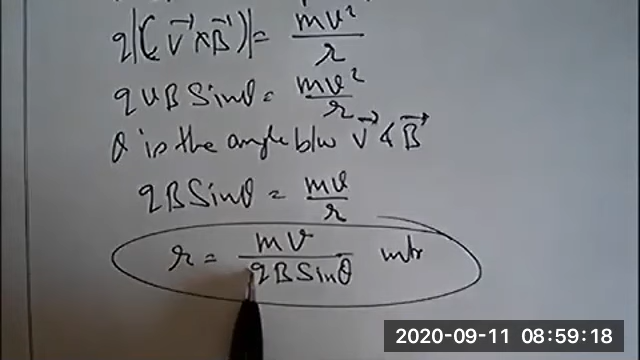 q|(v⃗ × B⃗)| = mv²/r
qvB Sinθ = mv²/r
θ is the angle b/w v⃗ & B⃗
qB Sinθ = mv/r
r = mv/qB Sinθ mtr
2020-09-11 08:59:18